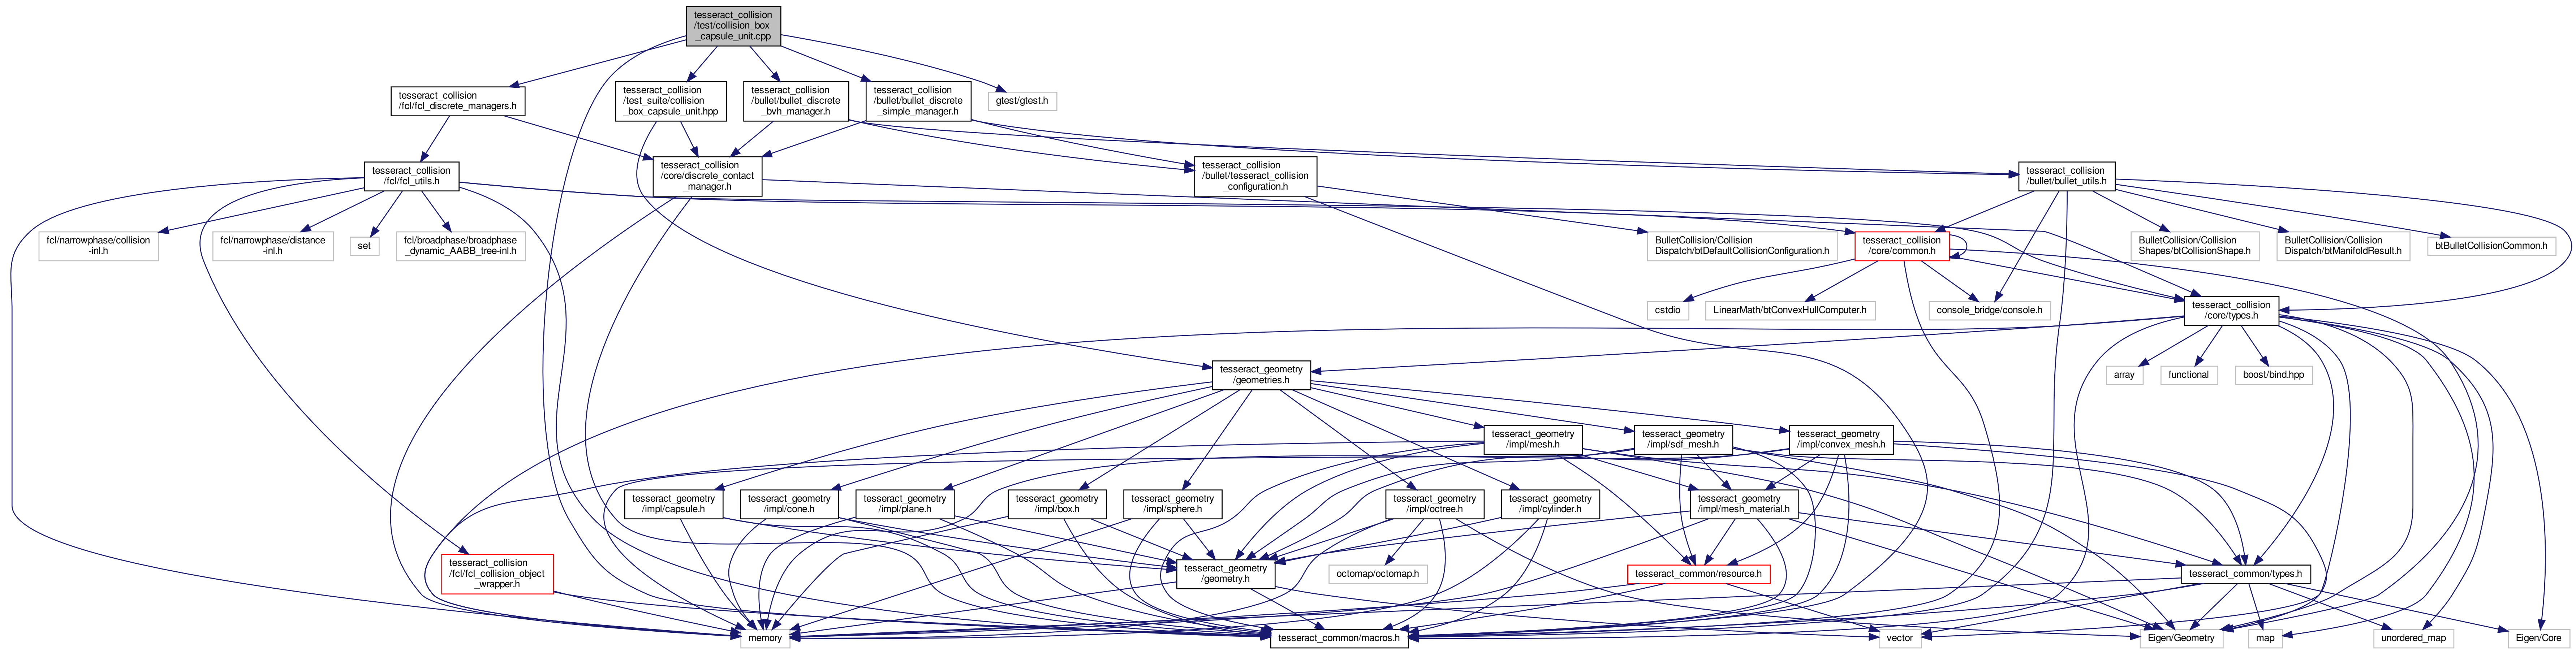 tesseract_collision
/test/collision_box
_capsule_unit.cpp
tesseract_collision
/fcl/fcl_discrete_managers.h
tesseract_collision
/test_suite/collision
_box_capsule_unit.hpp
tesseract_collision
/bullet/bullet_discrete
_bvh_manager.h
tesseract_collision
/bullet/bullet_discrete
_simple_manager.h
gtest/gtest.h
tesseract_collision
/fcl/fcl_utils.h
tesseract_collision
/core/discrete_contact
_manager.h
tesseract_collision
/bullet/tesseract_collision
_configuration.h
tesseract_collision
/bullet/bullet_utils.h
fcl/narrowphase/collision
-inl.h
fcl/narrowphase/distance
-inl.h
set
fcl/broadphase/broadphase
_dynamic_AABB_tree-inl.h
BulletCollision/Collision
Dispatch/btDefaultCollisionConfiguration.h
tesseract_collision
/core/common.h
BulletCollision/Collision
Shapes/btCollisionShape.h
BulletCollision/Collision
Dispatch/btManifoldResult.h
btBulletCollisionCommon.h
cstdio
LinearMath/btConvexHullComputer.h
console_bridge/console.h
tesseract_collision
/core/types.h
tesseract_geometry
/geometries.h
array
functional
boost/bind.hpp
tesseract_geometry
/impl/mesh.h
tesseract_geometry
/impl/sdf_mesh.h
tesseract_geometry
/impl/convex_mesh.h
tesseract_geometry
/impl/capsule.h
tesseract_geometry
/impl/cone.h
tesseract_geometry
/impl/plane.h
tesseract_geometry
/impl/box.h
tesseract_geometry
/impl/sphere.h
tesseract_geometry
/impl/octree.h
tesseract_geometry
/impl/cylinder.h
tesseract_geometry
/impl/mesh_material.h
tesseract_collision
/fcl/fcl_collision_object
_wrapper.h
tesseract_geometry
/geometry.h
octomap/octomap.h
tesseract_common/resource.h
tesseract_common/types.h
memory
tesseract_common/macros.h
vector
Eigen/Geometry
map
unordered_map
Eigen/Core